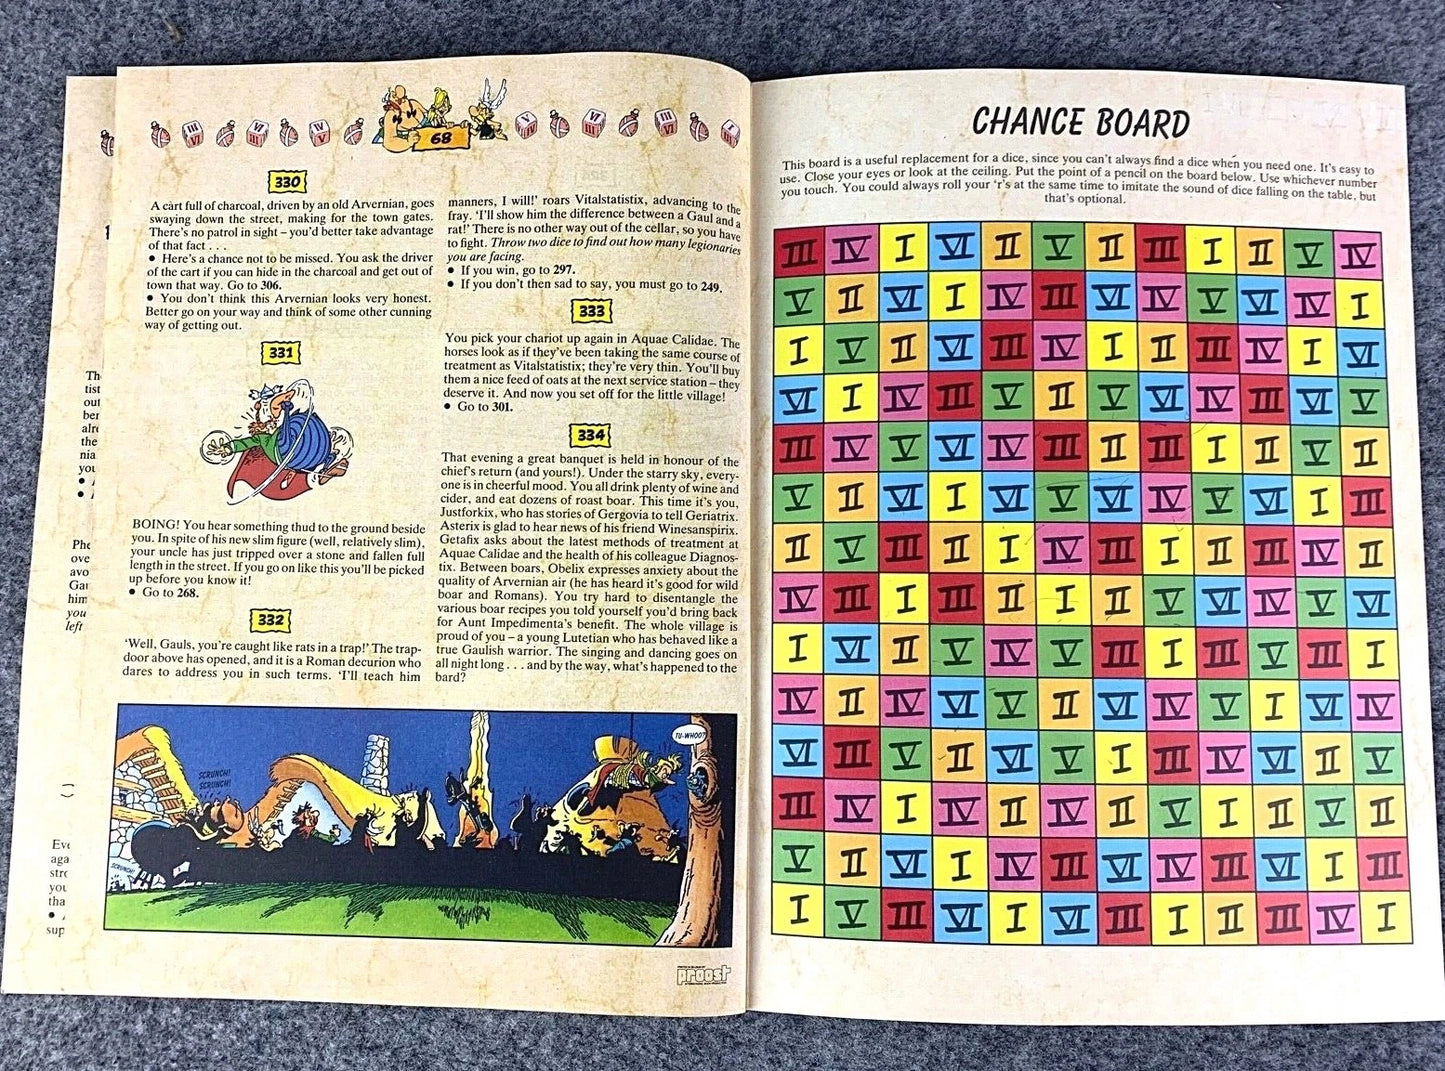 68
330
A cart full of charcoal, driven by an old Arvernian, goes
swaying down the street, making for the town gates.
There's no patrol in sight – you'd better take advantage
of that fact . . .
● Here's a chance not to be missed. You ask the driver
of the cart if you can hide in the charcoal and get out of
town that way. Go to 306.
● You don't think this Arvernian looks very honest.
Better go on your way and think of some other cunning
way of getting out.
331
BOING! You hear something thud to the ground beside
you. In spite of his new slim figure (well, relatively slim),
your uncle has just tripped over a stone and fallen full
length in the street. If you go on like this you'll be picked
up before you know it!
● Go to 268.
332
'Well, Gauls, you're caught like rats in a trap!' The trap-
door above has opened, and it is a Roman decurion who
dares to address you in such terms. 'I'll teach him
manners, I will!' roars Vitalstatistix, advancing to the
fray. 'I'll show him the difference between a Gaul and a
rat!' There is no other way out of the cellar, so you have
to fight. Throw two dice to find out how many legionaries
you are facing.
● If you win, go to 297.
● If you don't then sad to say, you must go to 249.
333
You pick your chariot up again in Aquae Calidae. The
horses look as if they've been taking the same course of
treatment as Vitalstatistix; they're very thin. You'll buy
them a nice feed of oats at the next service station – they
deserve it. And now you set off for the little village!
● Go to 301.
334
That evening a great banquet is held in honour of the
chief's return (and yours!). Under the starry sky, every-
one is in cheerful mood. You all drink plenty of wine and
cider, and eat dozens of roast boar. This time it's you,
Justforkix, who has stories of Gergovia to tell Geriatrix.
Asterix is glad to hear news of his friend Winesanspirix.
Getafix asks about the latest methods of treatment at
Aquae Calidae and the health of his colleague Diagnos-
tix. Between boars, Obelix expresses anxiety about the
quality of Arvernian air (he has heard it's good for wild
boar and Romans). You try hard to disentangle the
various boar recipes you told yourself you'd bring back
for Aunt Impedimenta's benefit. The whole village is
proud of you – a young Lutetian who has behaved like a
true Gaulish warrior. The singing and dancing goes on
all night long . . . and by the way, what's happened to the
bard?
SCRUNCH!
SCRUNCH!
SCRUNCH!
TU-WHOO!
proost
CHANCE BOARD
This board is a useful replacement for a dice, since you can't always find a dice when you need one. It's easy to
use. Close your eyes or look at the ceiling. Put the point of a pencil on the board below. Use whichever number
you touch. You could always roll your 'r's at the same time to imitate the sound of dice falling on the table, but
that's optional.
III IV I VI II V II III I II V IV
V II VI I IV III VI IV V VI IV I
I V II VI III IV I II III IV I VI
VI I IV III V II V VI IV III VI V
III IV V VI IV III II III I II V II
V II VI I V VI V VI IV VI I III
II V I II IV IV III I II III IV II
IV III I III II I II V VI IV V VI
I VI II V IV V III I III V III I
IV II IV VI V II VI IV V I VI IV
VI III V II VI V I III IV VI II V
III IV I IV II IV II V I II V II
V II VI I IV III VI IV III VI I III
I V III VI I VI III I II III IV I